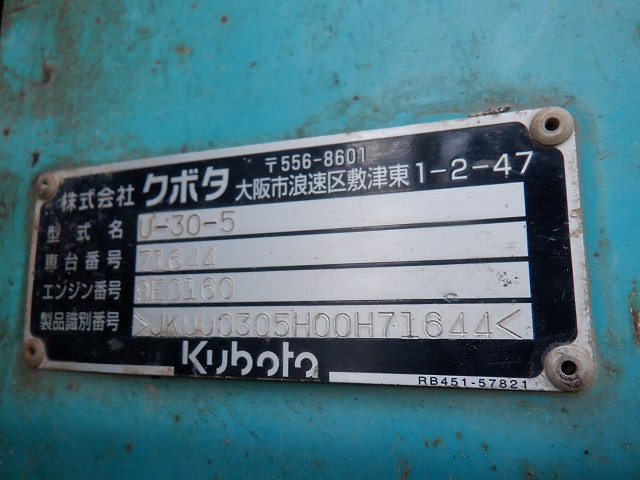 株式会社 クボタ 〒556-8601 大阪市浪速区敷津東1-2-47
型式名 U-30-5
車台番号 71644
エンジン番号 AE0160
製品識別番号 >JKUU0305H00H71644<
Kubota
RB451-57821